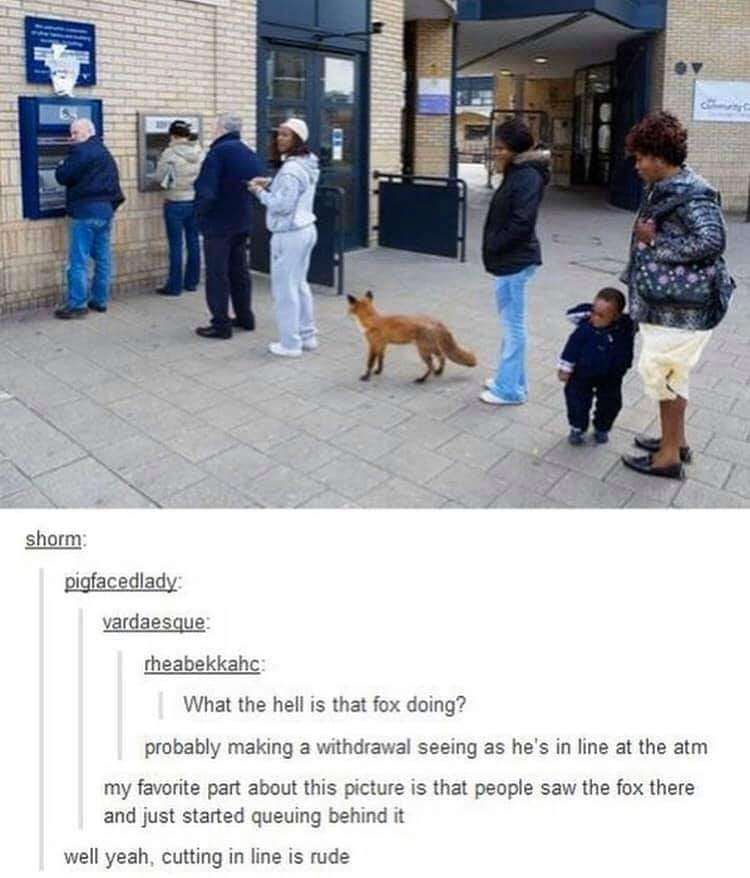 Community
shorm:
pigfacedlady:
vardaesque:
rheabekkahc:
What the hell is that fox doing?
probably making a withdrawal seeing as he's in line at the atm
my favorite part about this picture is that people saw the fox there
and just started queuing behind it
well yeah, cutting in line is rude